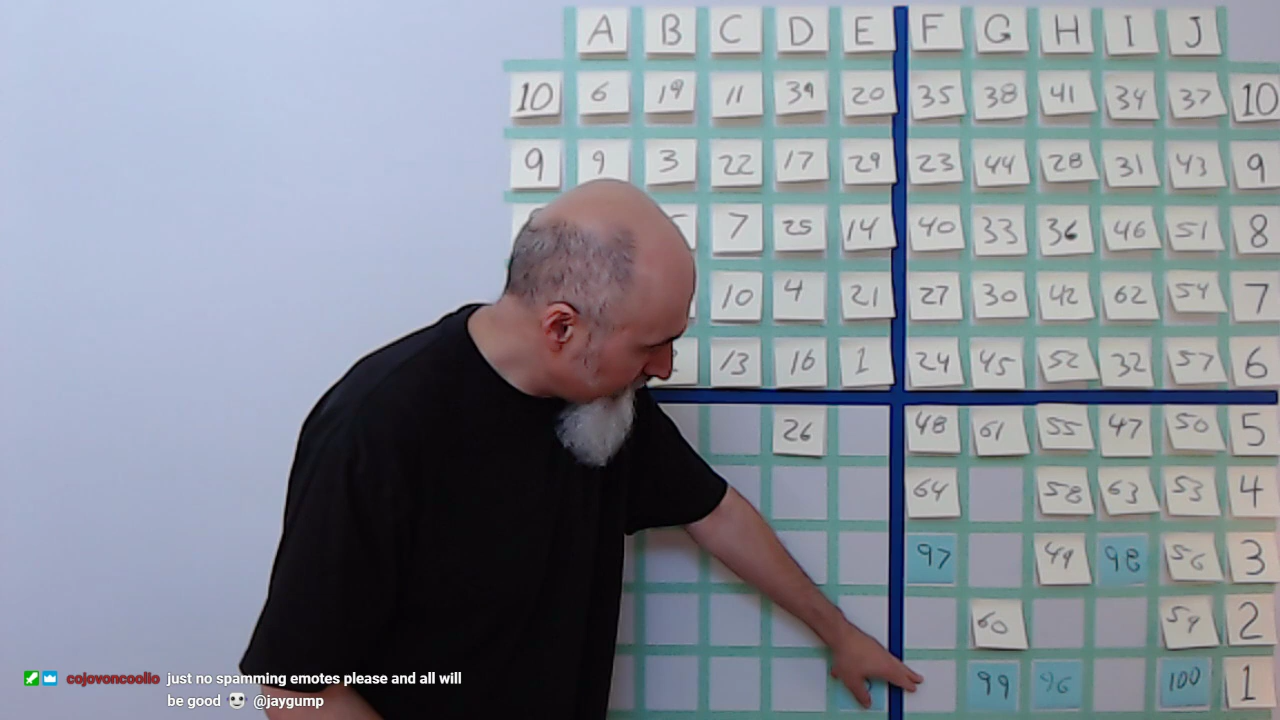 A B C D E F G H I J
10 6 19 11 39 20 35 38 41 34 37 10
9 9 3 22 17 29 23 44 28 31 43 9
7 25 14 40 33 36 46 51 8
10 4 21 27 30 42 62 54 7
13 16 1 24 45 52 32 57 6
26 48 61 55 47 50 5
64 58 63 53 4
97 49 98 56 3
60 59 2
99 96 100 1
cojovoncoolio just no spamming emotes please and all will
be good @jaygump